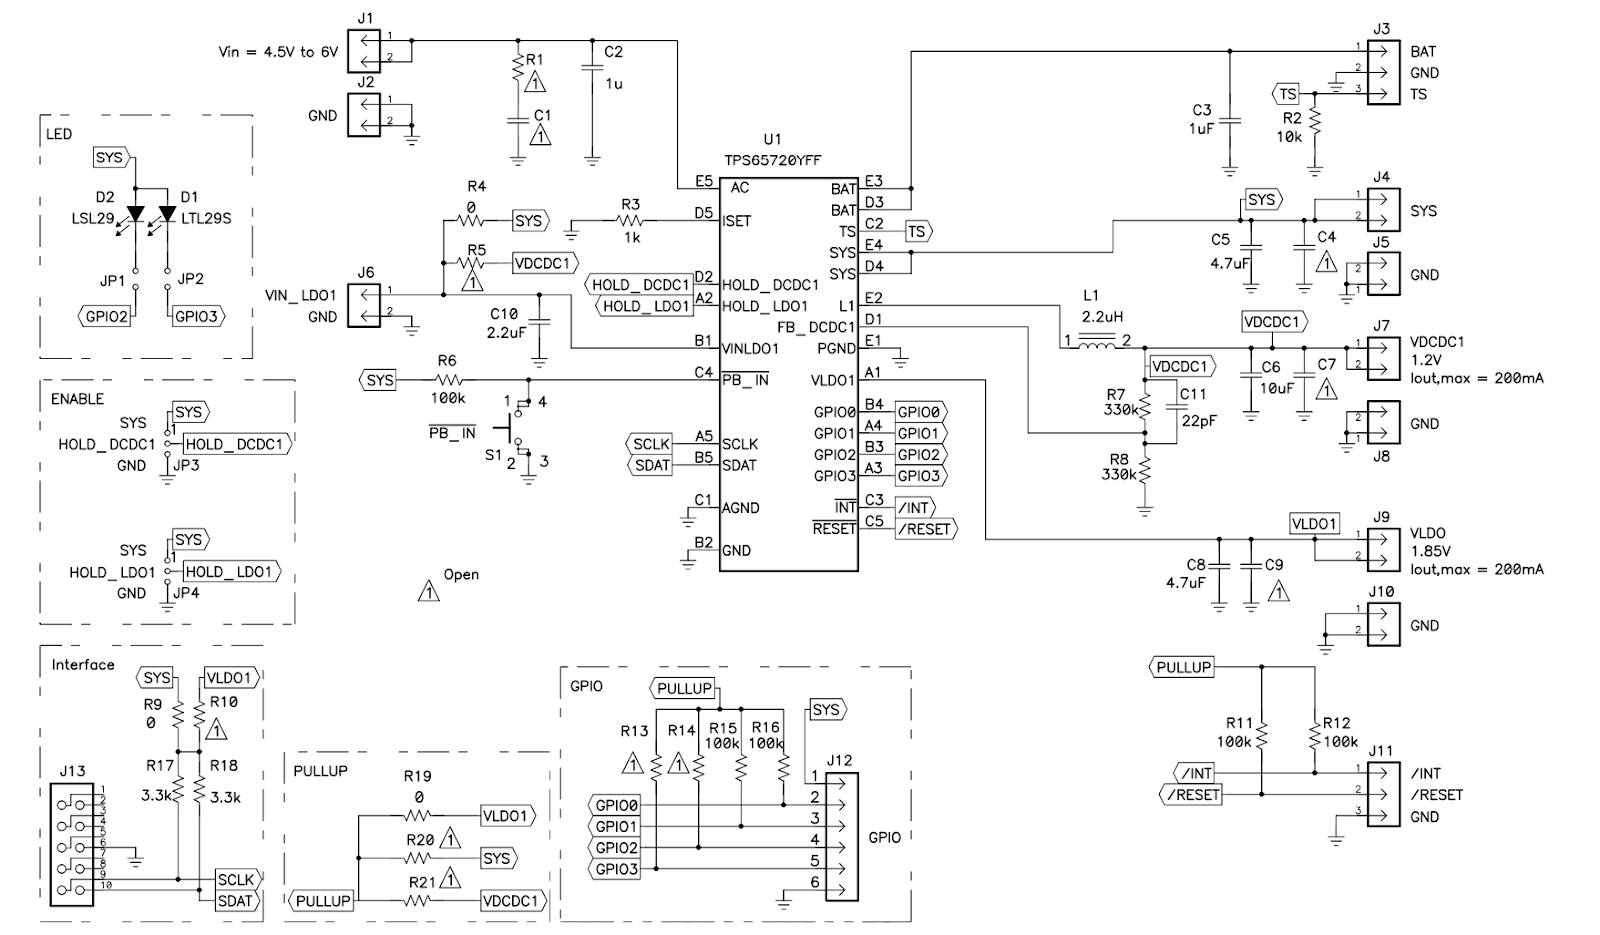 J1
Vin = 4.5V to 6V
1
2
J2
GND
1
2
R1
1
C1
1
C2
1u
LED
SYS
D2
LSL29
D1
LTL29S
JP1
JP2
GPIO2
GPIO3
R4
0
SYS
R5
1
VDCDC1
J6
VIN_LDO1
GND
1
2
C10
2.2uF
R3
1k
HOLD_DCDC1
HOLD_LDO1
SYS
R6
100k
PB_IN
S1
1
4
2
3
SCLK
SDAT
U1
TPS65720YFF
E5
AC
D5
ISET
D2
HOLD_DCDC1
A2
HOLD_LDO1
B1
VINLDO1
C4
PB_IN
A5
SCLK
B5
SDAT
C1
AGND
B2
GND
BAT
E3
BAT
D3
TS
C2
TS
SYS
E4
SYS
D4
L1
E2
FB_DCDC1
D1
PGND
E1
VLDO1
A1
GPIO0
B4
GPIO0
GPIO1
A4
GPIO1
GPIO2
B3
GPIO2
GPIO3
A3
GPIO3
INT
C3
/INT
RESET
C5
/RESET
J3
1
BAT
2
GND
3
TS
TS
C3
1uF
R2
10k
J4
1
2
SYS
SYS
C5
4.7uF
C4
1
J5
2
1
GND
L1
2.2uH
1
2
VDCDC1
VDCDC1
J7
1
2
VDCDC1
1.2V
Iout,max = 200mA
C6
10uF
C7
1
R7
330k
C11
22pF
R8
330k
2
1
GND
J8
VLDO1
J9
1
2
VLDO
1.85V
Iout,max = 200mA
C8
4.7uF
C9
1
J10
1
2
GND
ENABLE
SYS
SYS
1
HOLD_DCDC1
HOLD_DCDC1
GND
JP3
SYS
SYS
1
HOLD_LDO1
HOLD_LDO1
GND
JP4
1
Open
Interface
SYS
VLDO1
R9
0
R10
1
R17
3.3k
R18
3.3k
J13
1
2
3
4
5
6
7
8
9
10
SCLK
SDAT
PULLUP
R19
0
VLDO1
R20
1
SYS
R21
1
VDCDC1
PULLUP
GPIO
PULLUP
SYS
R13
1
R14
1
R15
100k
R16
100k
J12
1
2
3
4
5
6
GPIO0
GPIO1
GPIO2
GPIO3
GPIO
PULLUP
R11
100k
R12
100k
J11
/INT
1
/INT
/RESET
2
/RESET
3
GND